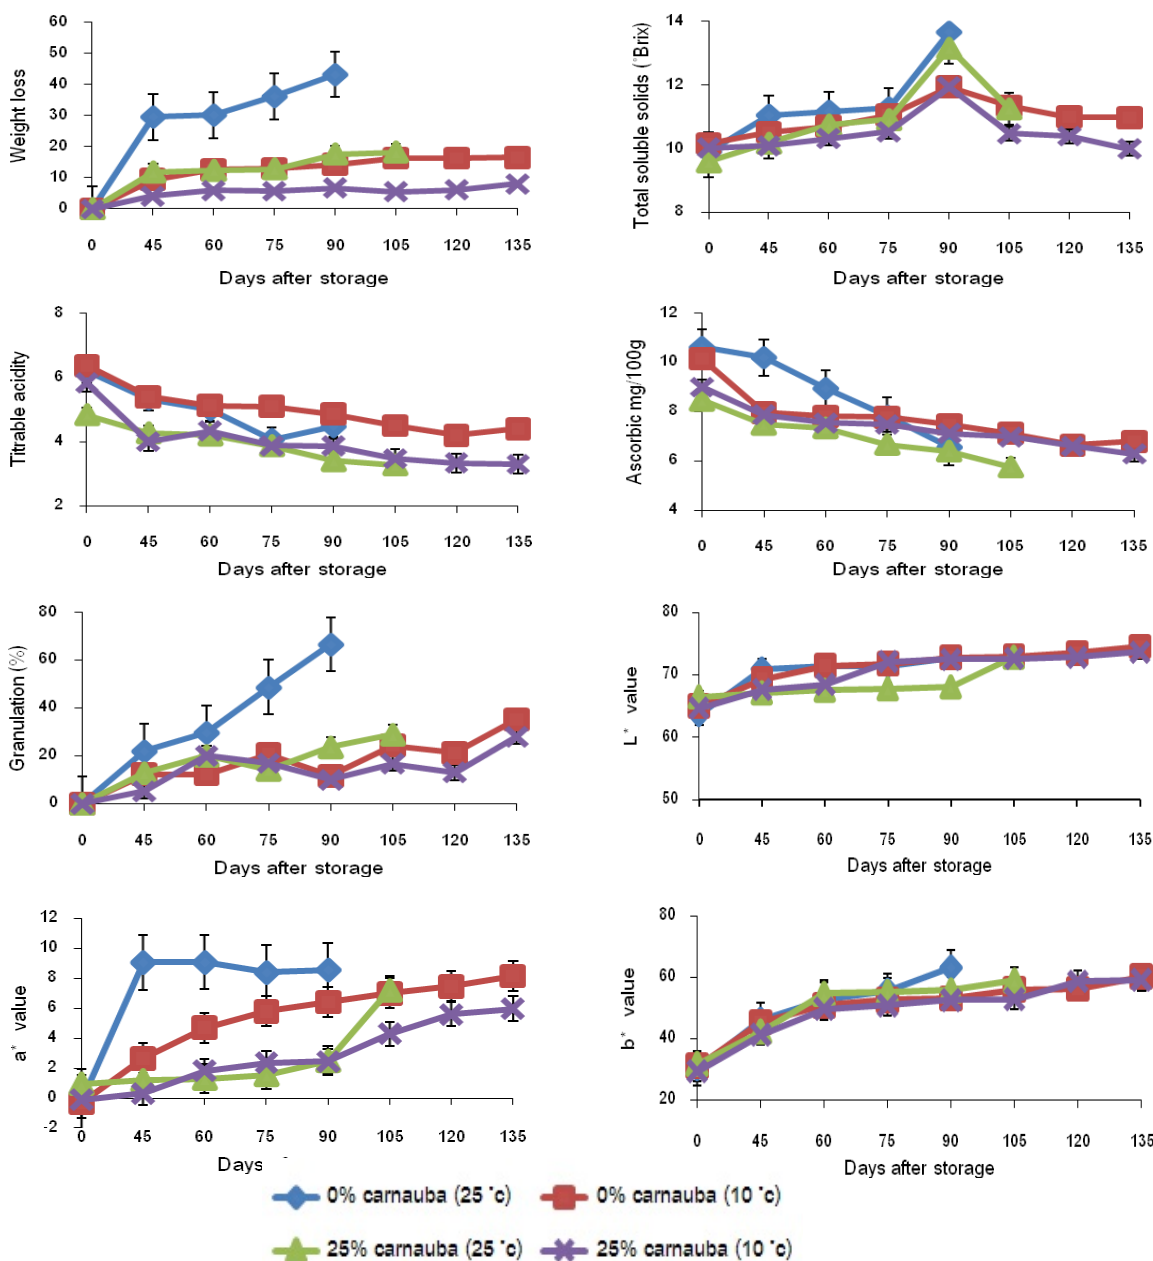 Weight loss
60
50
40
30
20
10
0
0 45 60 75 90 105 120 135
Days after storage
Total soluble solids (˚Brix)
14
12
10
8
0 45 60 75 90 105 120 135
Days after storage
Titrable acidity
8
6
4
2
0 45 60 75 90 105 120 135
Days after storage
Ascorbic mg/100g
12
10
8
6
4
0 45 60 75 90 105 120 135
Days after storage
Granulation (%)
80
60
40
20
0
0 45 60 75 90 105 120 135
Days after storage
L* value
80
70
60
50
0 45 60 75 90 105 120 135
Days after storage
a* value
12
10
8
6
4
2
0
-2
0 45 60 75 90 105 120 135
Days
b* value
80
60
40
20
0 45 60 75 90 105 120 135
Days after storage
0% carnauba (25 ˚c) 0% carnauba (10 ˚c)
25% carnauba (25 ˚c) 25% carnauba (10 ˚c)